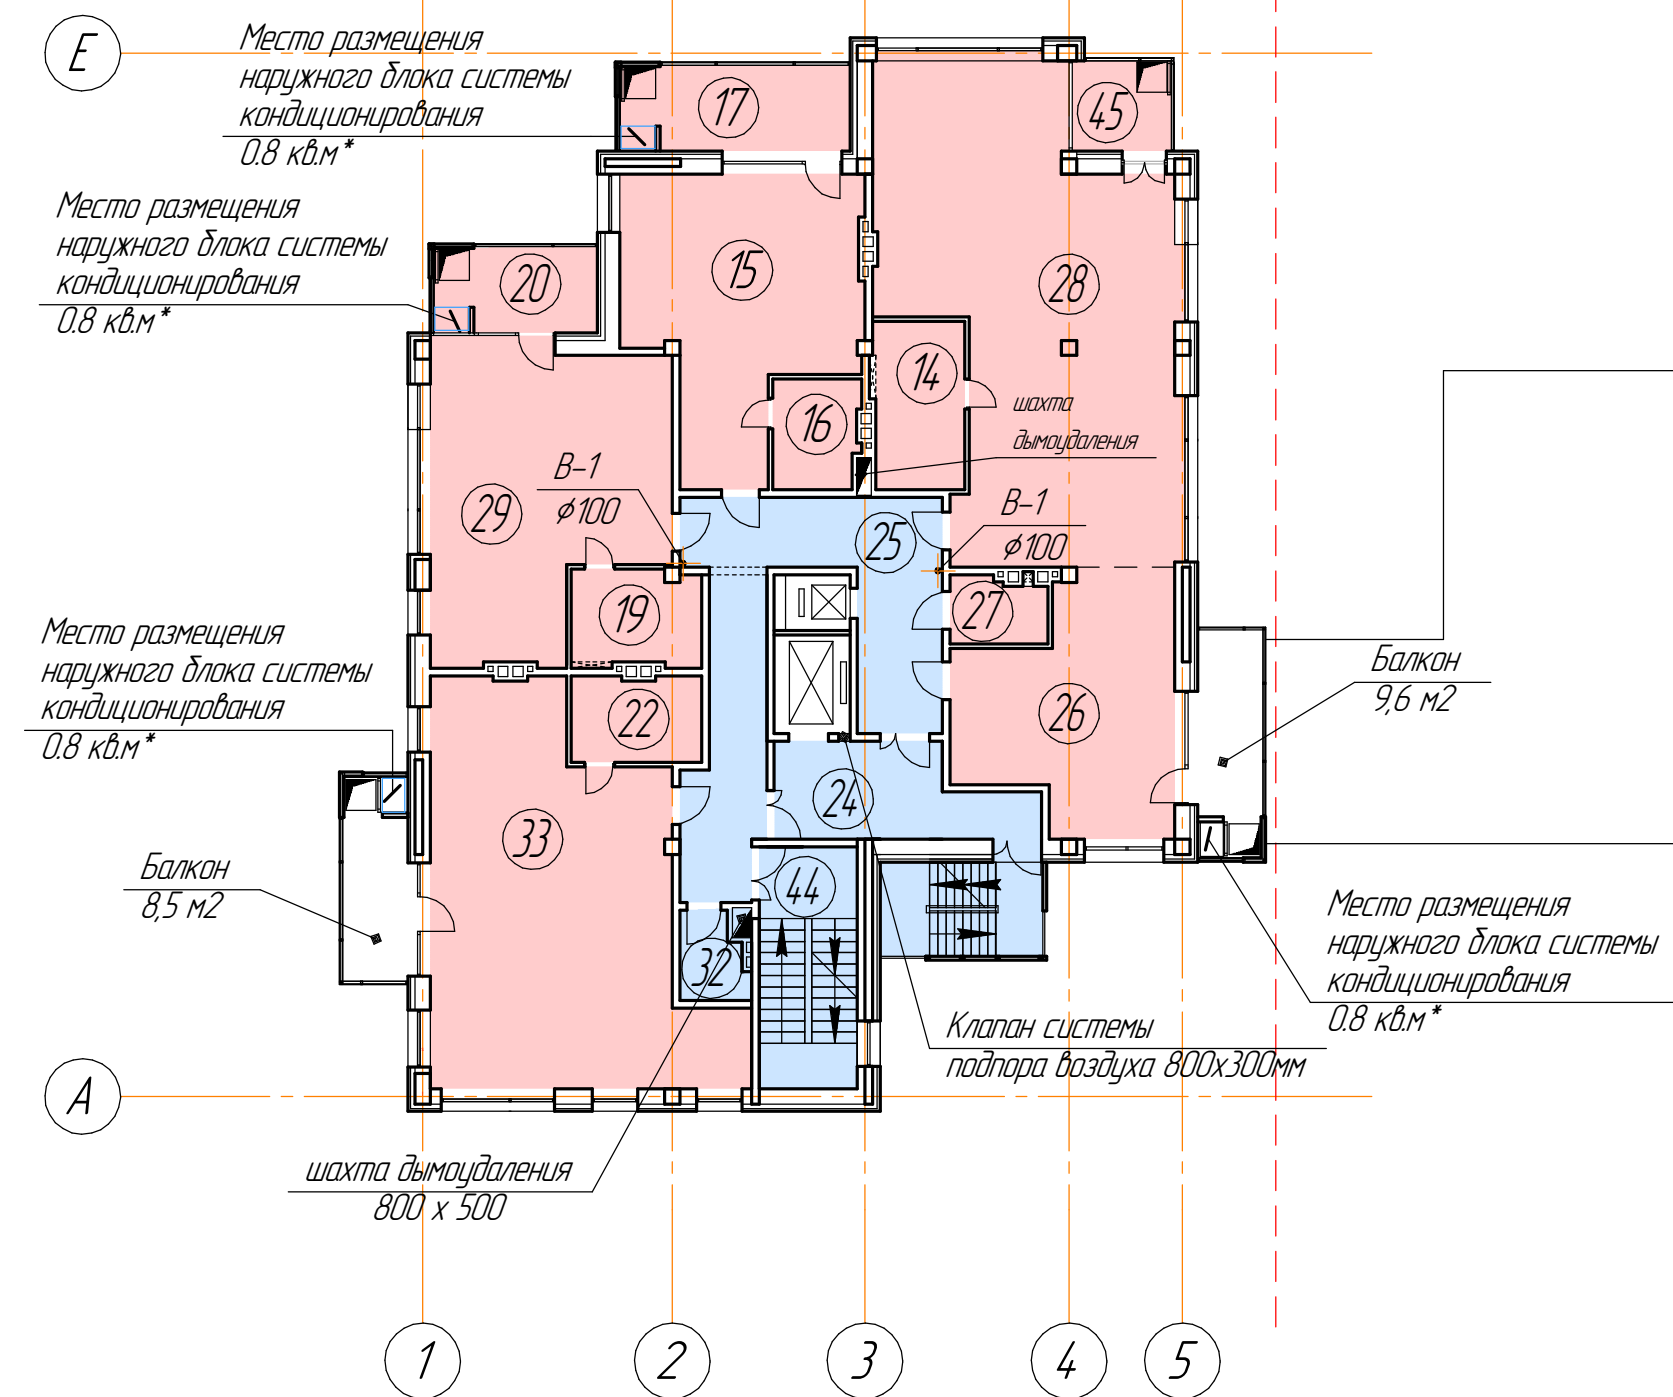 Е
Место размещения
наружного блока системы
кондиционирования
0.8 кв.м*
17
45
Место размещения
наружного блока системы
кондиционирования
0.8 кв.м*
20
15
28
14
16
шахта
дымоудаления
В-1
⌀100
29
25
В-1
⌀100
19
27
Место размещения
наружного блока системы
кондиционирования
0.8 кв.м*
22
26
Балкон
9,6 м2
24
33
Балкон
8,5 м2
44
32
Место размещения
наружного блока системы
кондиционирования
0.8 кв.м*
Клапан системы
подпора воздуха 800х300мм
А
шахта дымоудаления
800 х 500
1
2
3
4
5